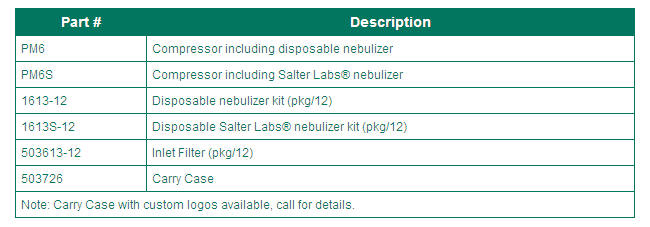 Part # Description
PM6 Compressor including disposable nebulizer
PM6S Compressor including Salter Labs® nebulizer
1613-12 Disposable nebulizer kit (pkg/12)
1613S-12 Disposable Salter Labs® nebulizer kit (pkg/12)
503613-12 Inlet Filter (pkg/12)
503726 Carry Case
Note: Carry Case with custom logos available, call for details.